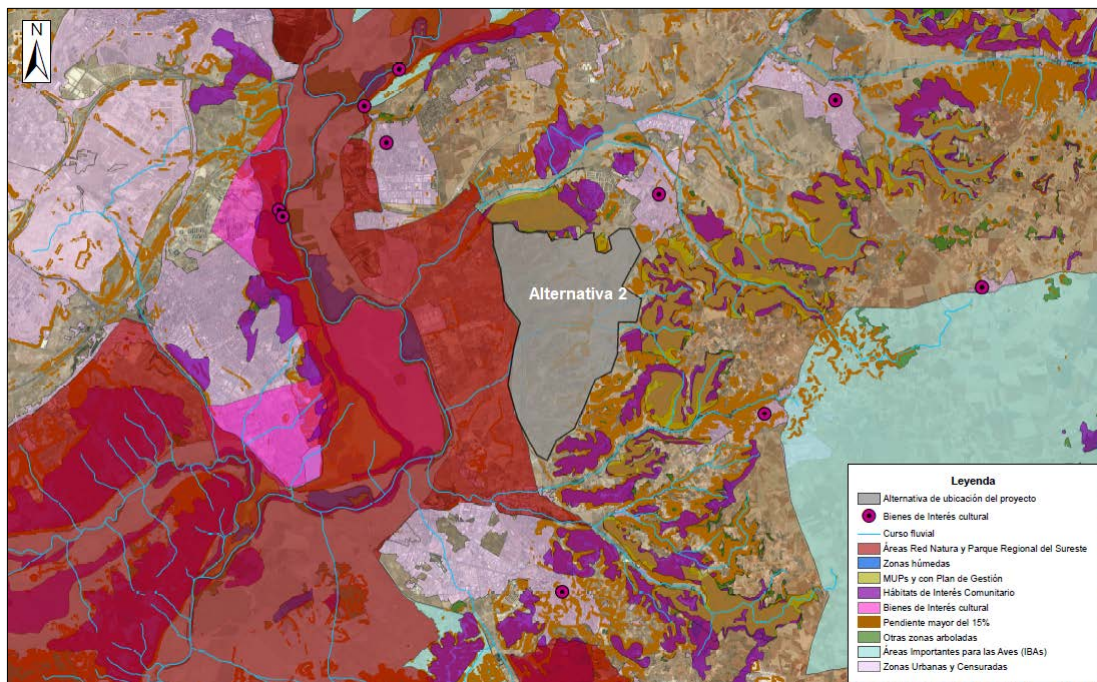 N
Alternativa 2
Leyenda
Alternativa de ubicación del proyecto
Bienes de Interés cultural
Curso fluvial
Áreas Red Natura y Parque Regional del Sureste
Zonas húmedas
MUPs y con Plan de Gestión
Hábitats de Interés Comunitario
Bienes de Interés cultural
Pendiente mayor del 15%
Otras zonas arboladas
Áreas Importantes para las Aves (IBAs)
Zonas Urbanas y Censuradas